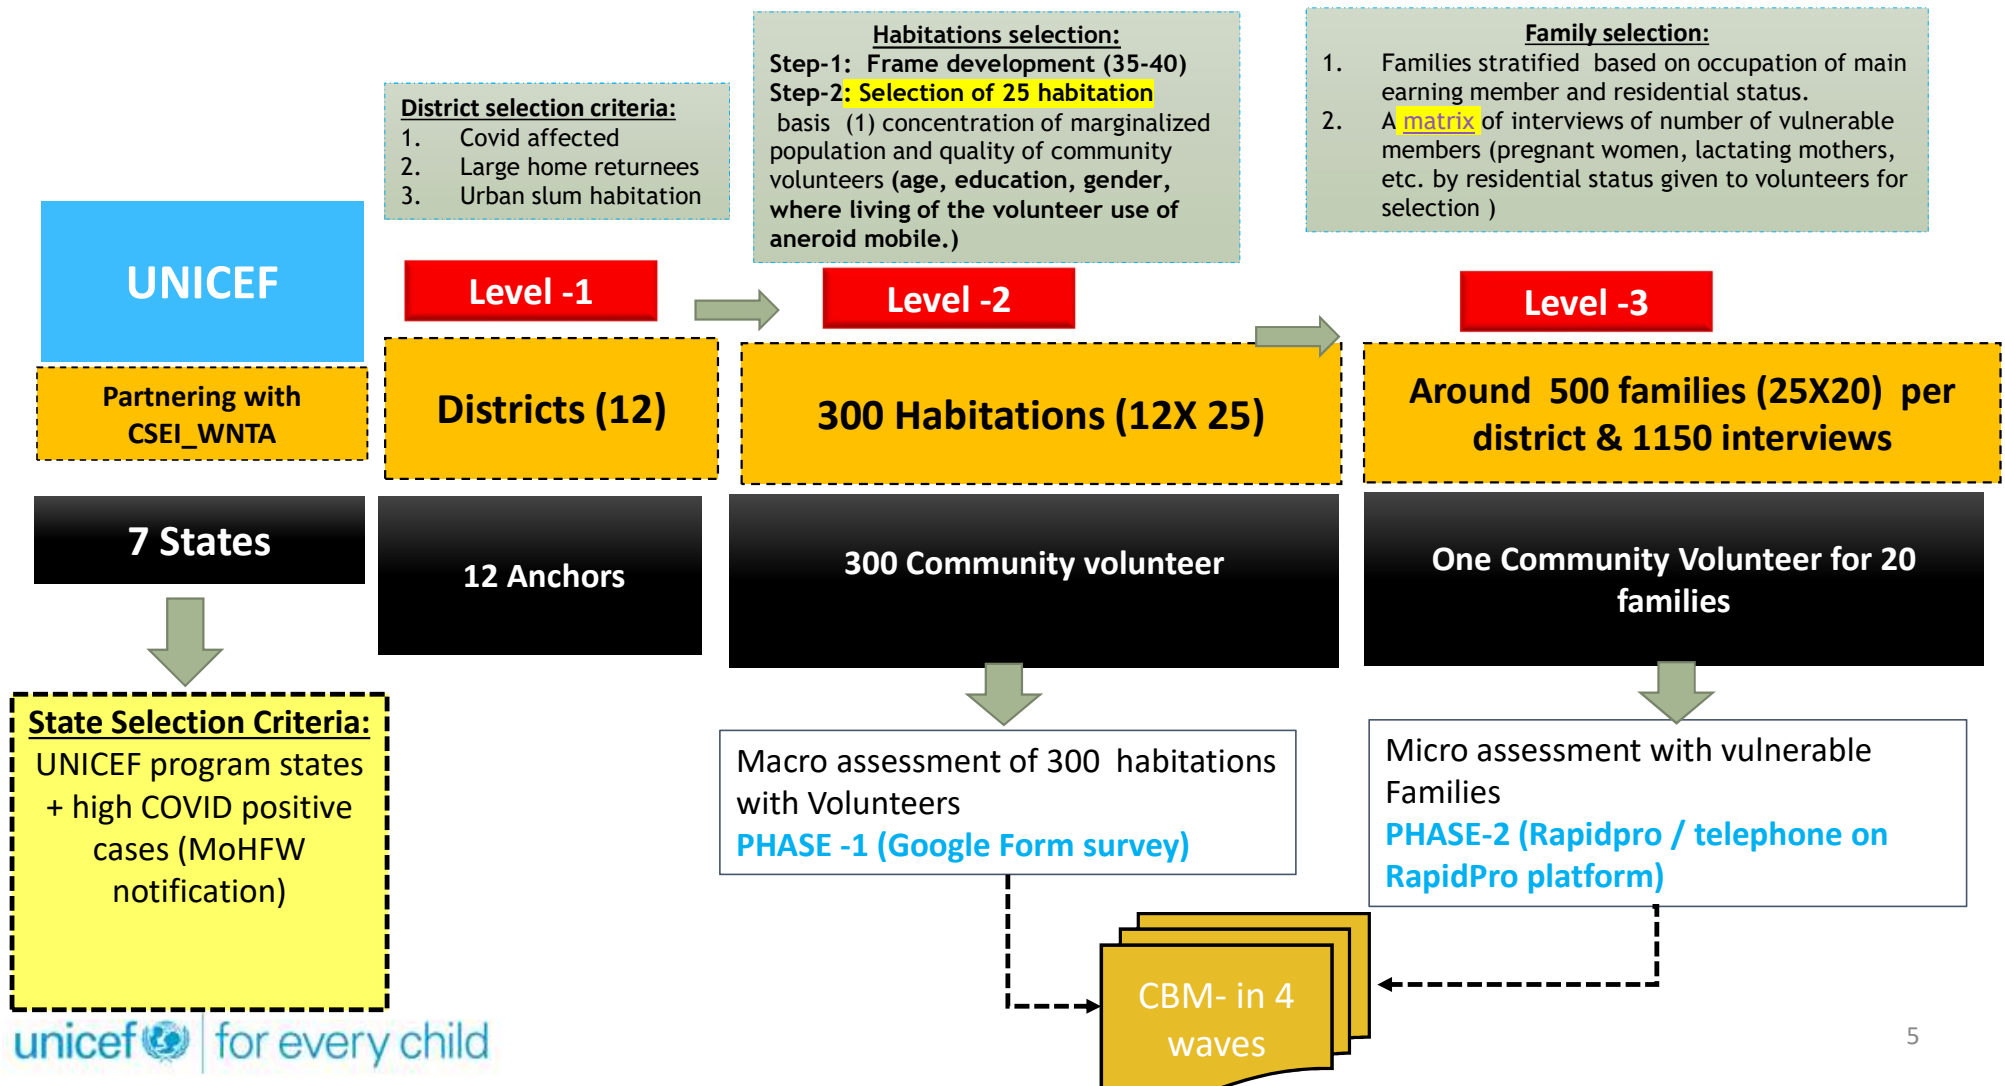 Habitations selection:
Step-1: Frame development (35-40)
Step-2: Selection of 25 habitation
basis (1) concentration of marginalized
population and quality of community
volunteers (age, education, gender,
where living of the volunteer use of
aneroid mobile.)
Family selection:
1. Families stratified based on occupation of main
earning member and residential status.
2. A matrix of interviews of number of vulnerable
members (pregnant women, lactating mothers,
etc. by residential status given to volunteers for
selection )
District selection criteria:
1. Covid affected
2. Large home returnees
3. Urban slum habitation
UNICEF
Level -1
Level -2
Level -3
Partnering with
CSEI_WNTA
Districts (12)
300 Habitations (12X 25)
Around 500 families (25X20) per
district & 1150 interviews
7 States
12 Anchors
300 Community volunteer
One Community Volunteer for 20
families
State Selection Criteria:
UNICEF program states
+ high COVID positive
cases (MoHFW
notification)
Macro assessment of 300 habitations
with Volunteers
PHASE -1 (Google Form survey)
Micro assessment with vulnerable
Families
PHASE-2 (Rapidpro / telephone on
RapidPro platform)
CBM- in 4
waves
unicef for every child
5